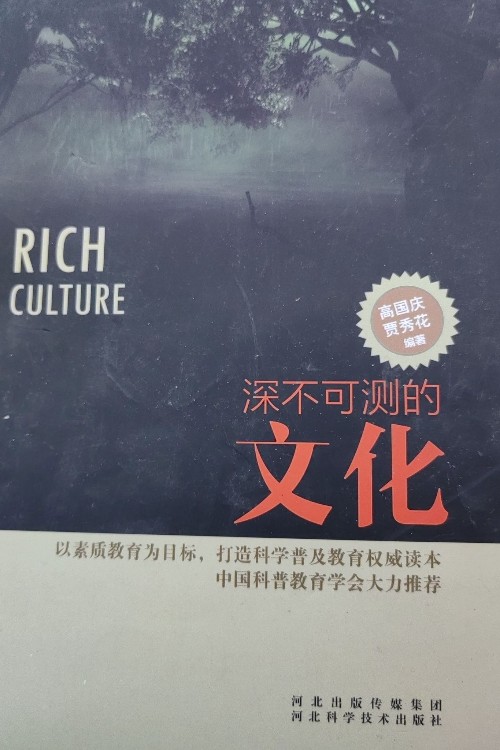 RICH
CULTURE
高国庆
贾秀花
编著
深不可测的
文化
以素质教育为目标，打造科学普及教育权威读本
中国科普教育学会大力推荐
河北出版传媒集团
河北科学技术出版社